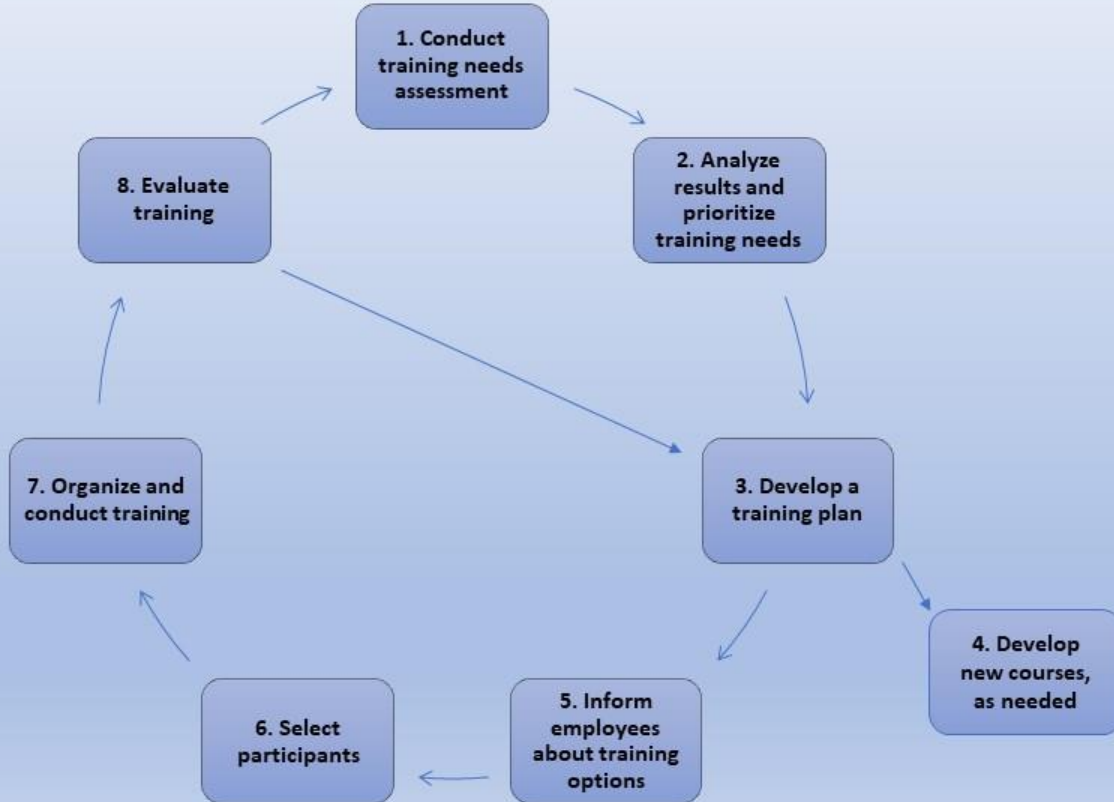 1. Conduct
training needs
assessment
2. Analyze
results and
prioritize
training needs
3. Develop a
training plan
4. Develop
new courses,
as needed
5. Inform
employees
about training
options
6. Select
participants
7. Organize and
conduct training
8. Evaluate
training